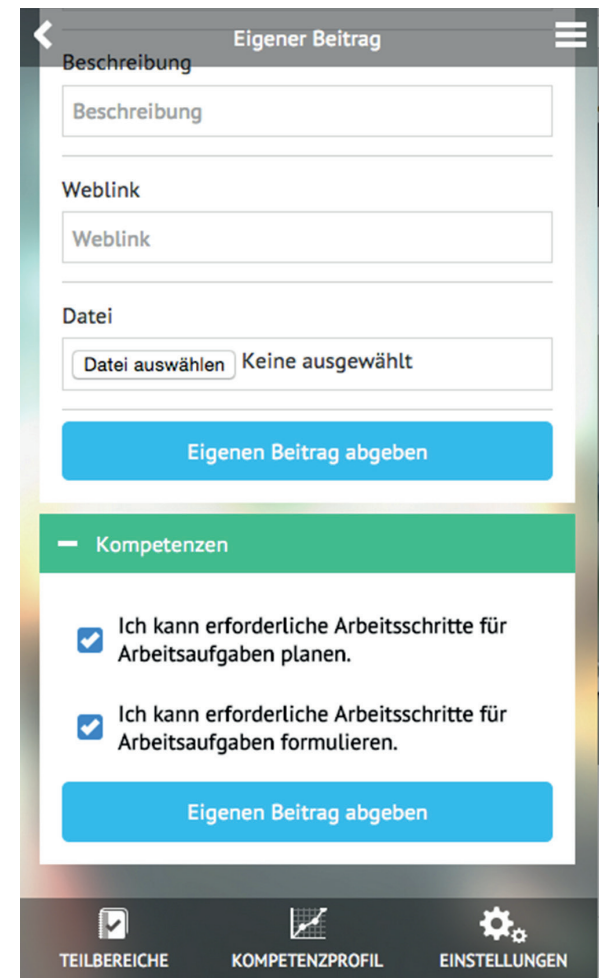 Eigener Beitrag
Beschreibung
Beschreibung
Weblink
Weblink
Datei
Datei auswählen Keine ausgewählt
Eigenen Beitrag abgeben
Kompetenzen
Ich kann erforderliche Arbeitsschritte für
Arbeitsaufgaben planen.
Ich kann erforderliche Arbeitsschritte für
Arbeitsaufgaben formulieren.
Eigenen Beitrag abgeben
TEILBEREICHE KOMPETENZPROFIL EINSTELLUNGEN